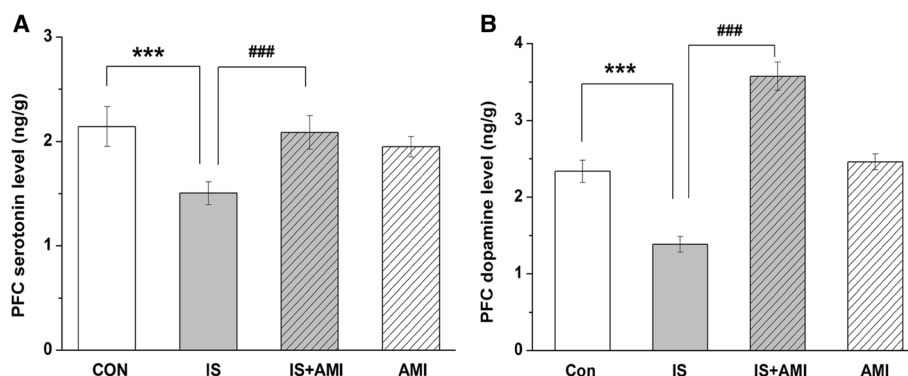 A
PFC serotonin level (ng/g)
3
2
1
0
***
###
CON IS IS+AMI AMI
B
PFC dopamine level (ng/g)
4
3
2
1
0
***
###
Con IS IS+AMI AMI